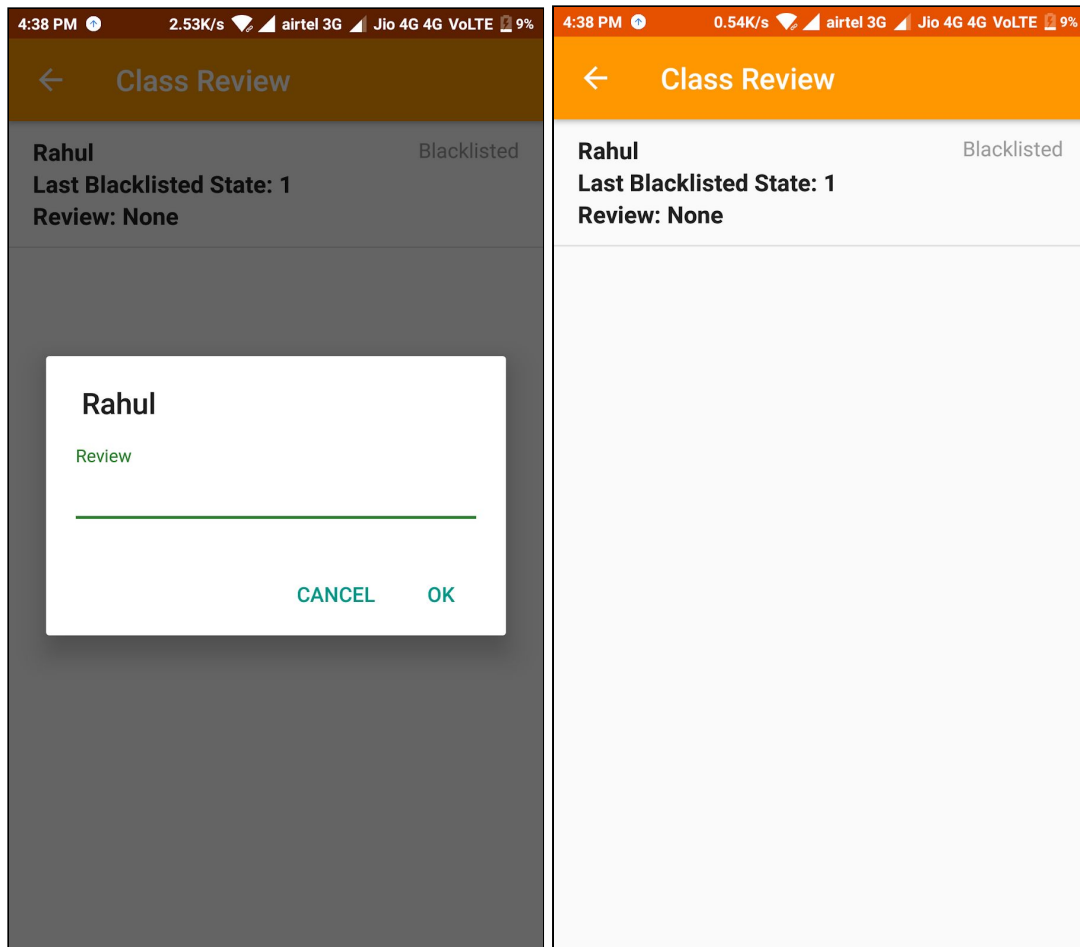 4:38 PM 2.53K/s airtel 3G Jio 4G 4G VoLTE 9%
Class Review
Rahul Blacklisted
Last Blacklisted State: 1
Review: None
Rahul
Review
CANCEL OK
4:38 PM 0.54K/s airtel 3G Jio 4G 4G VoLTE 9%
Class Review
Rahul Blacklisted
Last Blacklisted State: 1
Review: None